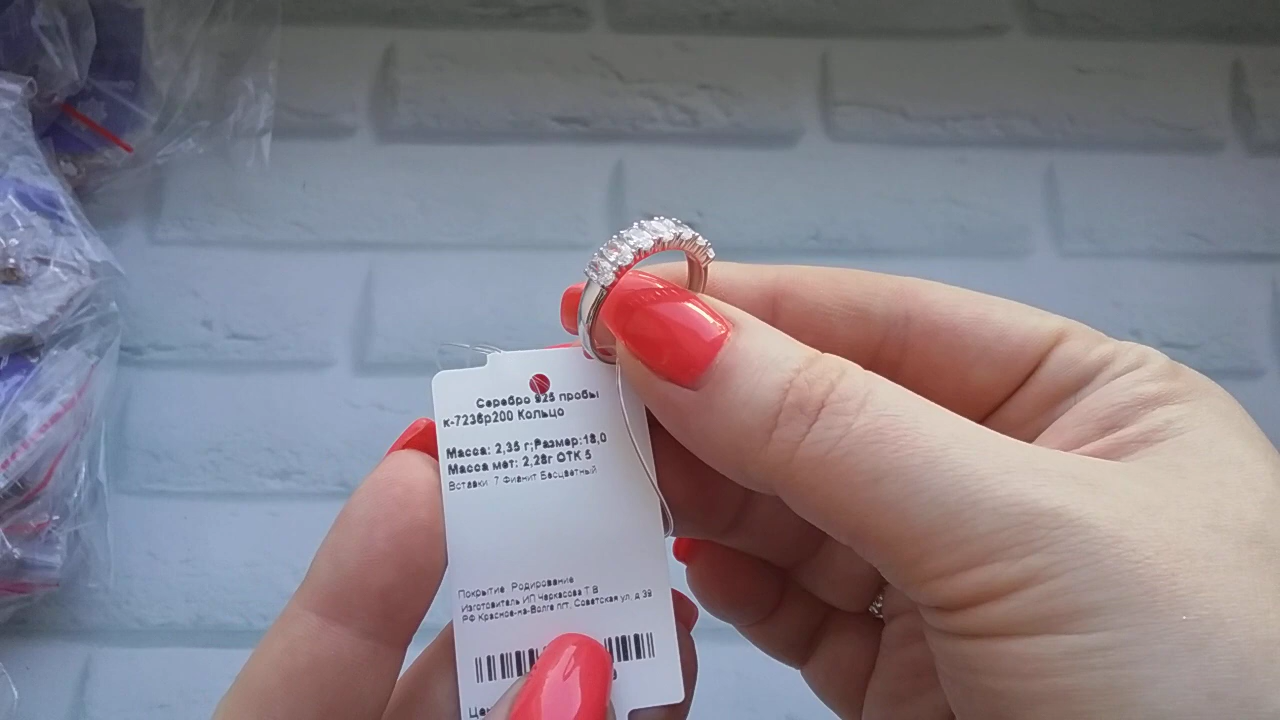 Серебро 925 пробы
к-7236р200 Кольцо
Масса: 2,35 г;Размер:18,0
Масса мет: 2,28г ОТК 5
Вставки 7 Фианит Бесцветный
Покрытие Родирование
Изготовитель ИП Черкасова Т В
РФ Красное-на-Волге пгт, Советская ул, д 39